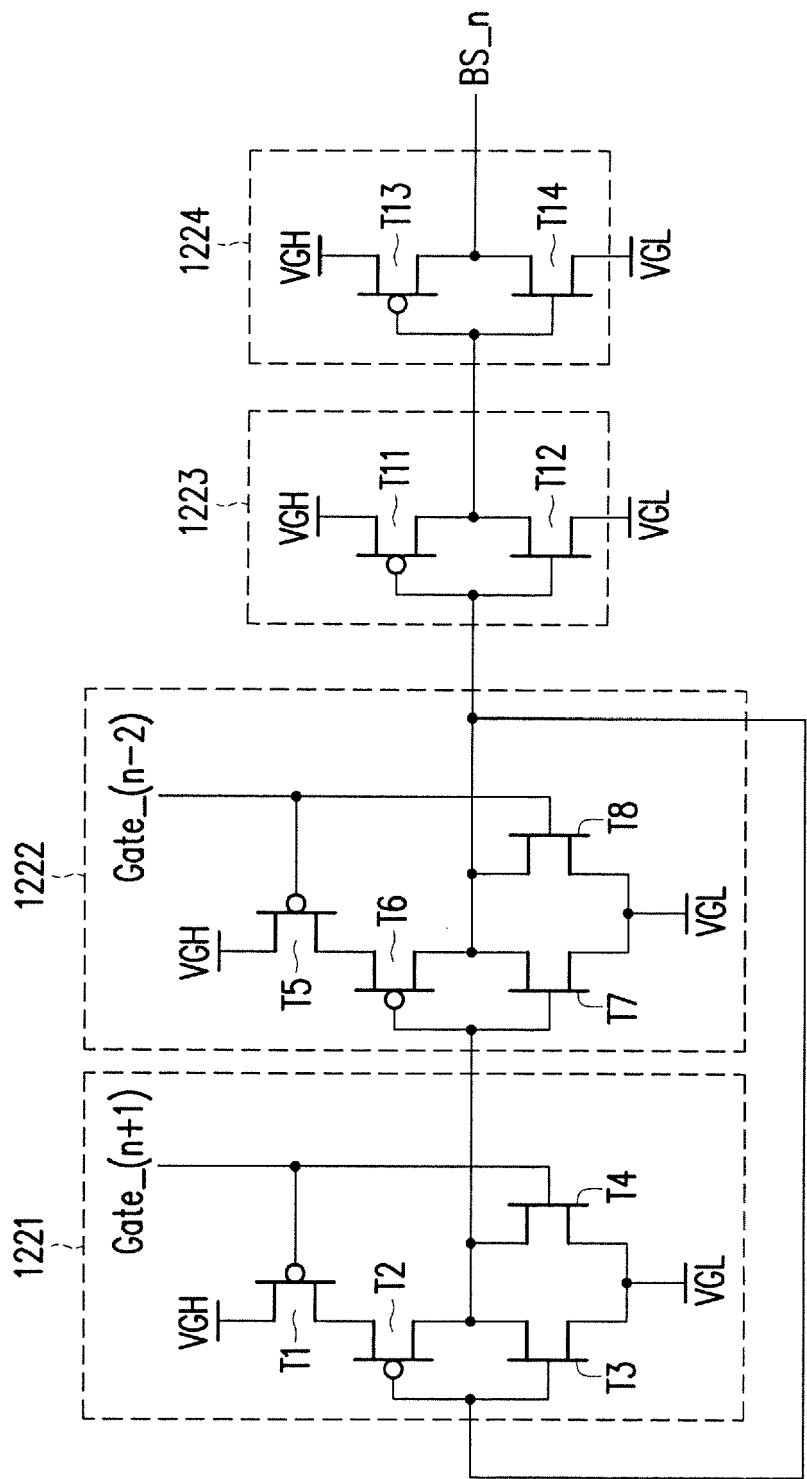 1221
Gate_(n+1)
VGH
T1
T2
T3
T4
VGL
1222
Gate_(n−2)
VGH
T5
T6
T7
T8
VGL
1223
VGH
T11
T12
VGL
1224
VGH
T13
T14
VGL
BS_n